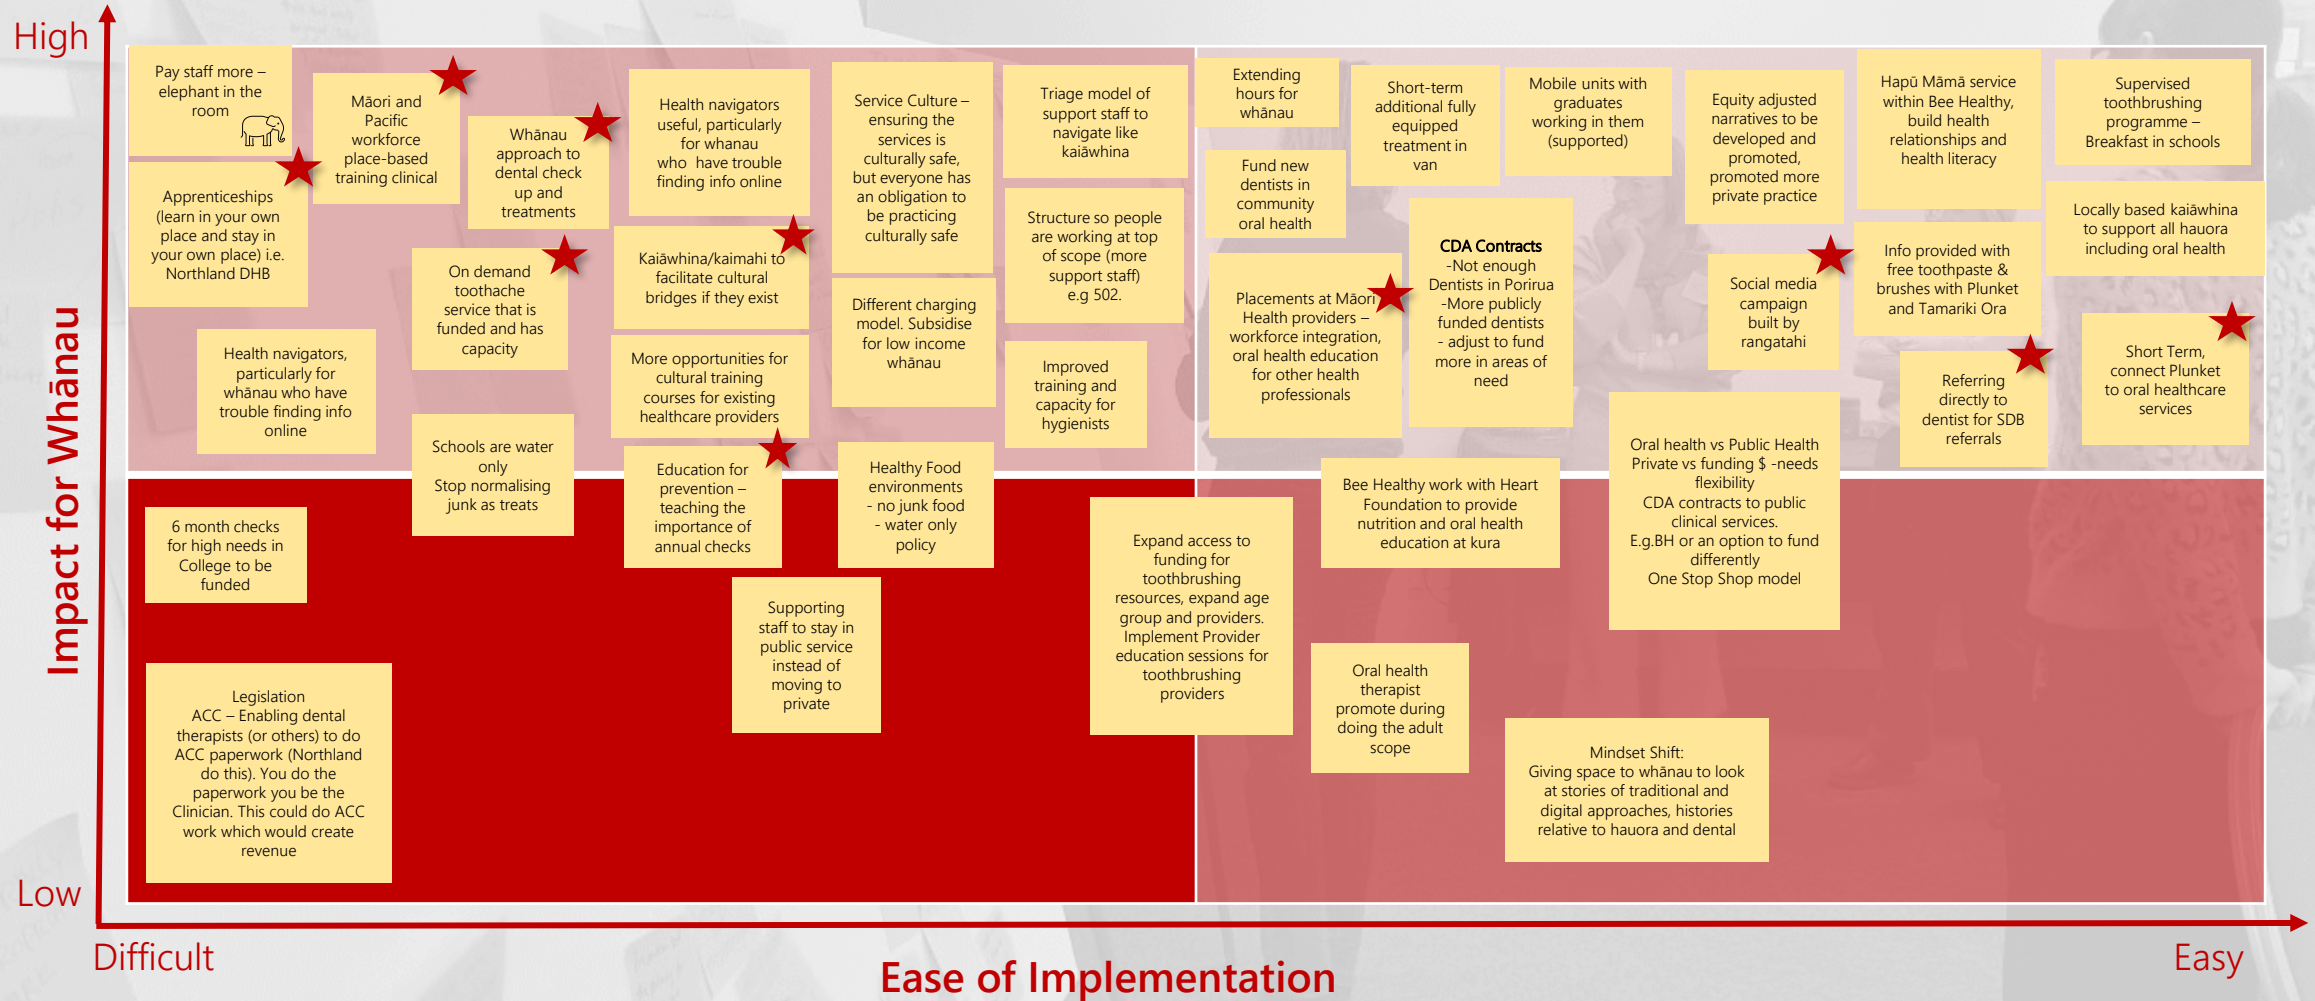 High
Pay staff more –
elephant in the
room
Apprenticeships
(learn in your own
place and stay in
your own place) i.e.
Northland DHB
Māori and
Pacific
workforce
place-based
training clinical
Whānau
approach to
dental check
up and
treatments
On demand
toothache
service that is
funded and has
capacity
Health navigators,
particularly for
whānau who have
trouble finding info
online
Health navigators
useful, particularly
for whanau
who have trouble
finding info online
Kaiāwhina/kaimahi to
facilitate cultural
bridges if they exist
More opportunities for
cultural training
courses for existing
healthcare providers
Service Culture –
ensuring the
services is
culturally safe,
but everyone has
an obligation to
be practicing
culturally safe
Different charging
model. Subsidise
for low income
whānau
Triage model of
support staff to
navigate like
kaiāwhina
Structure so people
are working at top
of scope (more
support staff)
e.g 502.
Improved
training and
capacity for
hygienists
Schools are water
only
Stop normalising
junk as treats
Education for
prevention –
teaching the
importance of
annual checks
Healthy Food
environments
- no junk food
- water only
policy
Extending
hours for
whānau
Fund new
dentists in
community
oral health
Short-term
additional fully
equipped
treatment in
van
Mobile units with
graduates
working in them
(supported)
Equity adjusted
narratives to be
developed and
promoted,
promoted more
private practice
Hapū Māmā service
within Bee Healthy,
build health
relationships and
health literacy
Supervised
toothbrushing
programme –
Breakfast in schools
Locally based kaiāwhina
to support all hauora
including oral health
Placements at Māori
Health providers –
workforce integration,
oral health education
for other health
professionals
CDA Contracts
-Not enough
Dentists in Porirua
-More publicly
funded dentists
- adjust to fund
more in areas of
need
Social media
campaign
built by
rangatahi
Info provided with
free toothpaste &
brushes with Plunket
and Tamariki Ora
Referring
directly to
dentist for SDB
referrals
Short Term,
connect Plunket
to oral healthcare
services
Oral health vs Public Health
Private vs funding $ -needs
flexibility
CDA contracts to public
clinical services.
E.g.BH or an option to fund
differently
One Stop Shop model
Bee Healthy work with Heart
Foundation to provide
nutrition and oral health
education at kura
6 month checks
for high needs in
College to be
funded
Supporting
staff to stay in
public service
instead of
moving to
private
Expand access to
funding for
toothbrushing
resources, expand age
group and providers.
Implement Provider
education sessions for
toothbrushing
providers
Legislation
ACC – Enabling dental
therapists (or others) to do
ACC paperwork (Northland
do this). You do the
paperwork you be the
Clinician. This could do ACC
work which would create
revenue
Oral health
therapist
promote during
doing the adult
scope
Mindset Shift:
Giving space to whānau to look
at stories of traditional and
digital approaches, histories
relative to hauora and dental
Impact for Whānau
Low
Difficult
Ease of Implementation
Easy